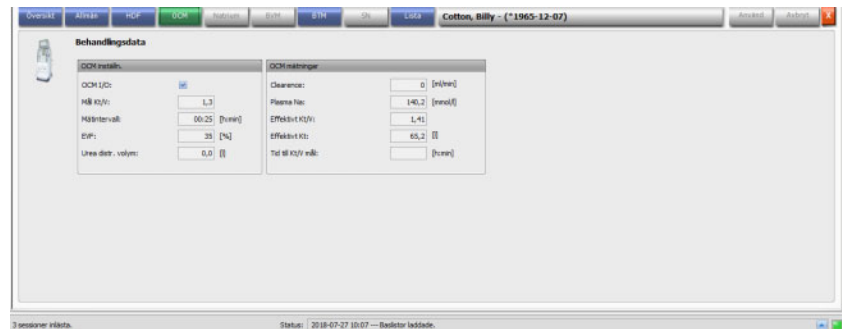 Översikt Allmän HDF OCM Natrium BVM BTM SN Lista Cotton, Billy - (*1965-12-07) Använd Avbryt X
Behandlingsdata
OCM inställn. OCM mätningar
OCM I/O: Clearence: 0 [ml/min]
Mål Kt/V: 1,3 Plasma Na: 140,2 [mmol/l]
Mätintervall: 00:25 [h:min] Effektivt Kt/V: 1,41
EVF: 35 [%] Effektivt Kt: 65,2 [l]
Urea distr. volym: 0,0 [l] Tid till Kt/V mål: [h:min]
3 sessioner inlästa. Status: 2018-07-27 10:07 --- Baslistor laddade.